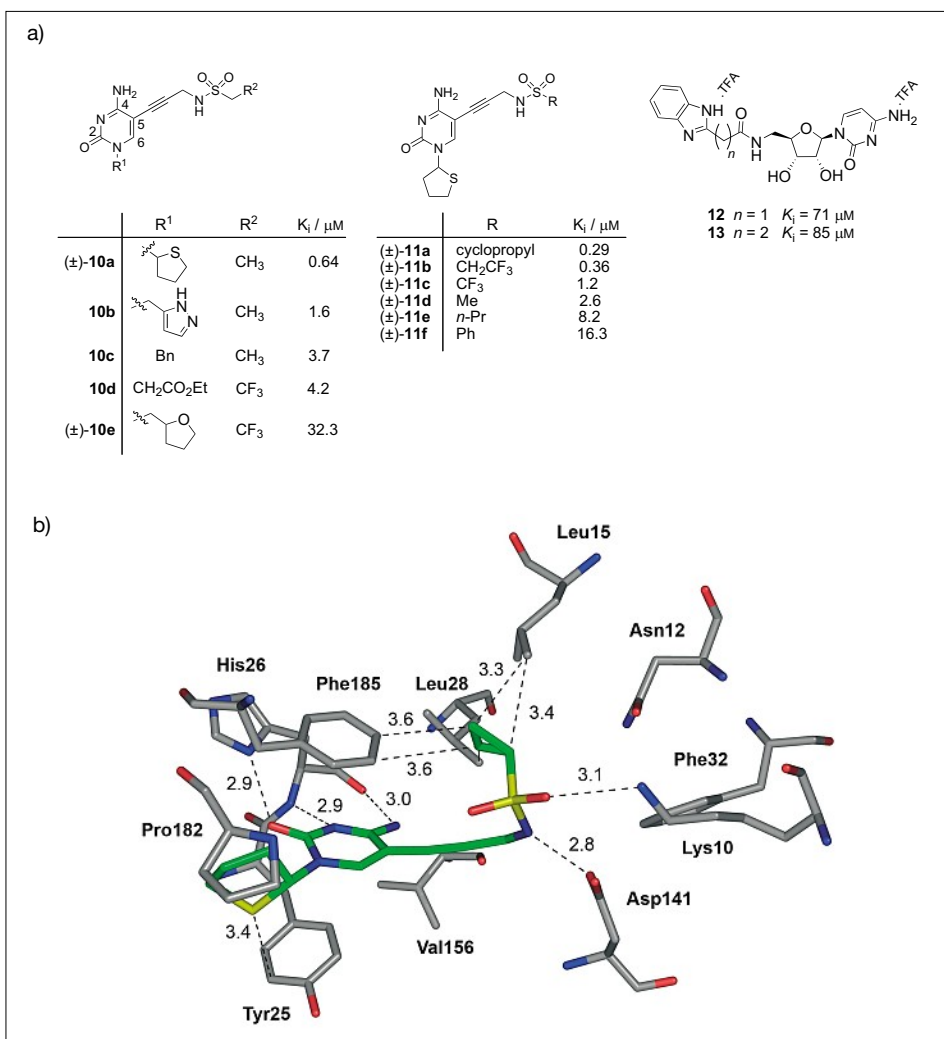 a)
NH2
4
N
2
O
N
R1
5
6
N
H
O O
S
R2
R1 R2 Ki / μM
(±)-10a S CH3 0.64
10b H N N CH3 1.6
10c Bn CH3 3.7
10d CH2CO2Et CF3 4.2
(±)-10e O CF3 32.3
NH2
N
O
N
S
N
H
O O
S
R
R Ki / μM
(±)-11a cyclopropyl 0.29
(±)-11b CH2CF3 0.36
(±)-11c CF3 1.2
(±)-11d Me 2.6
(±)-11e n-Pr 8.2
(±)-11f Ph 16.3
TFA
NH
N
n
O
N
H
O
HO OH
N
O
N
NH2
TFA
12 n = 1 Ki = 71 μM
13 n = 2 Ki = 85 μM
b)
Leu15
Asn12
His26
Phe185
Leu28
3.3
3.4
3.6
3.6
3.1
Phe32
2.9
2.9
3.0
Pro182
Lys10
2.8
Asp141
3.4
Val156
Tyr25